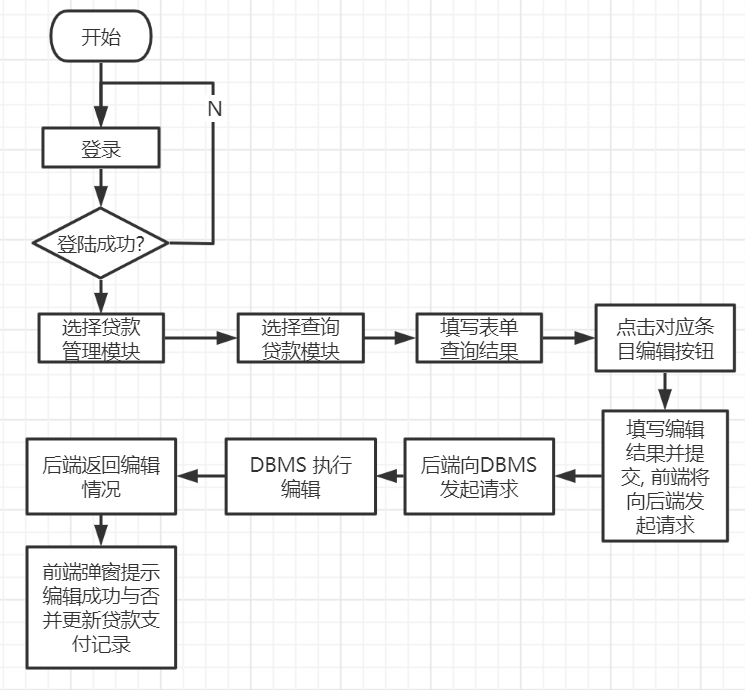 开始
N
登录
登陆成功?
选择贷款
管理模块
选择查询
贷款模块
填写表单
查询结果
点击对应条
目编辑按钮
填写编辑
结果并提
交, 前端将
向后端发
起请求
后端向DBMS
发起请求
DBMS 执行
编辑
后端返回编辑
情况
前端弹窗提示
编辑成功与否
并更新贷款支
付记录